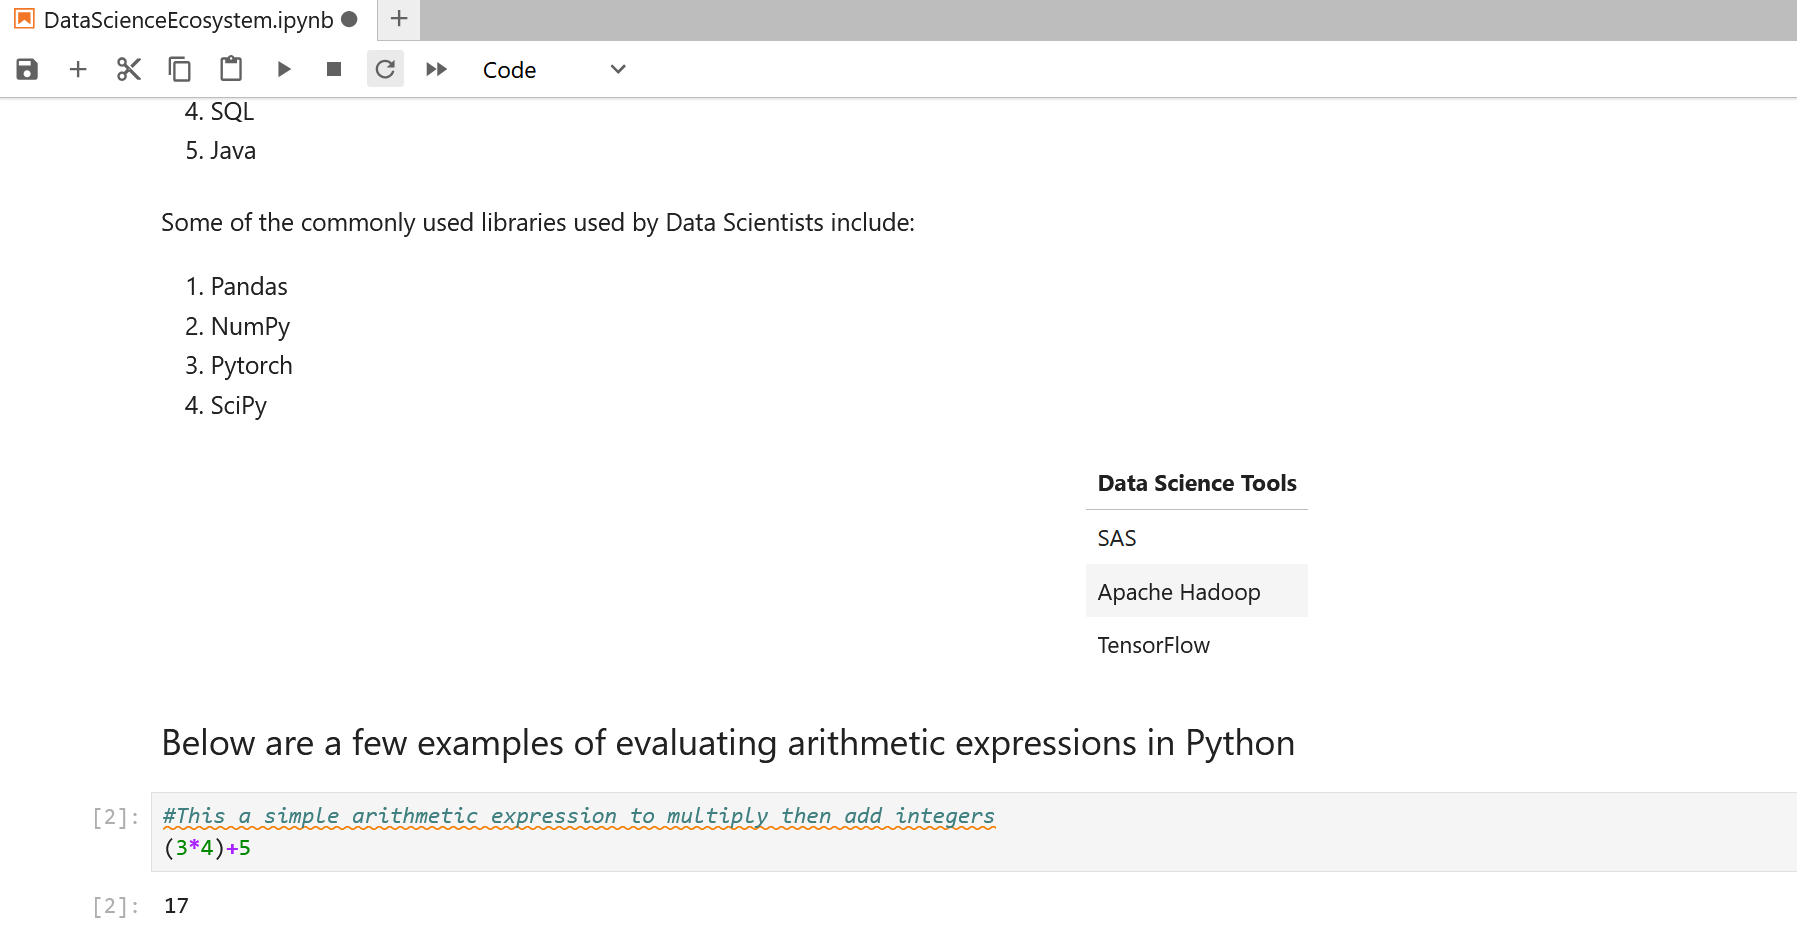 DataScienceEcosystem.ipynb
Code
4. SQL
5. Java
Some of the commonly used libraries used by Data Scientists include:
1. Pandas
2. NumPy
3. Pytorch
4. SciPy
Data Science Tools
SAS
Apache Hadoop
TensorFlow
Below are a few examples of evaluating arithmetic expressions in Python
[2]: #This a simple arithmetic expression to multiply then add integers
(3*4)+5
[2]: 17